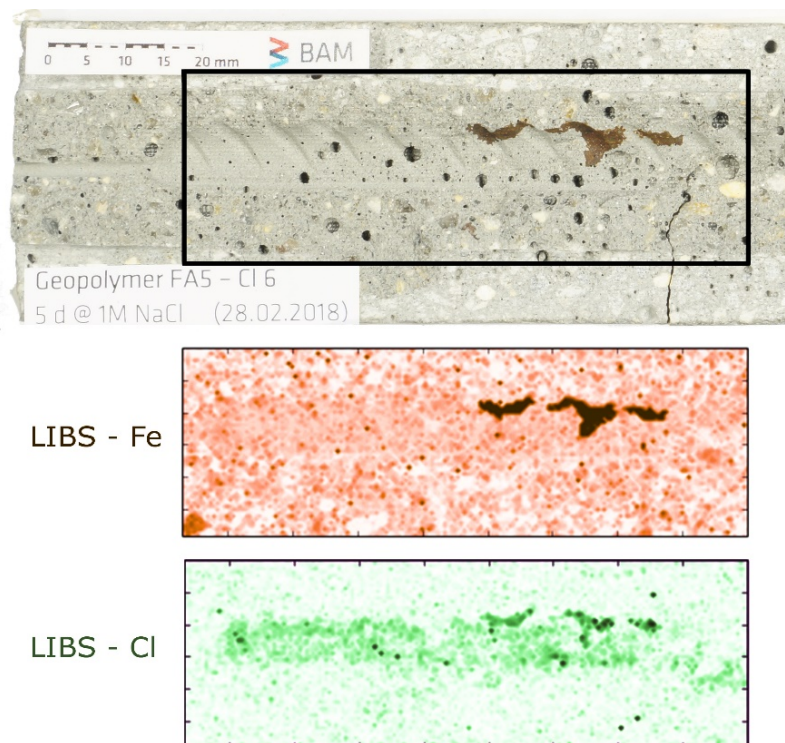 BAM
0 5 10 15 20 mm
Geopolymer FA5 – Cl 6
5 d @ 1M NaCl (28.02.2018)
LIBS - Fe
LIBS - Cl